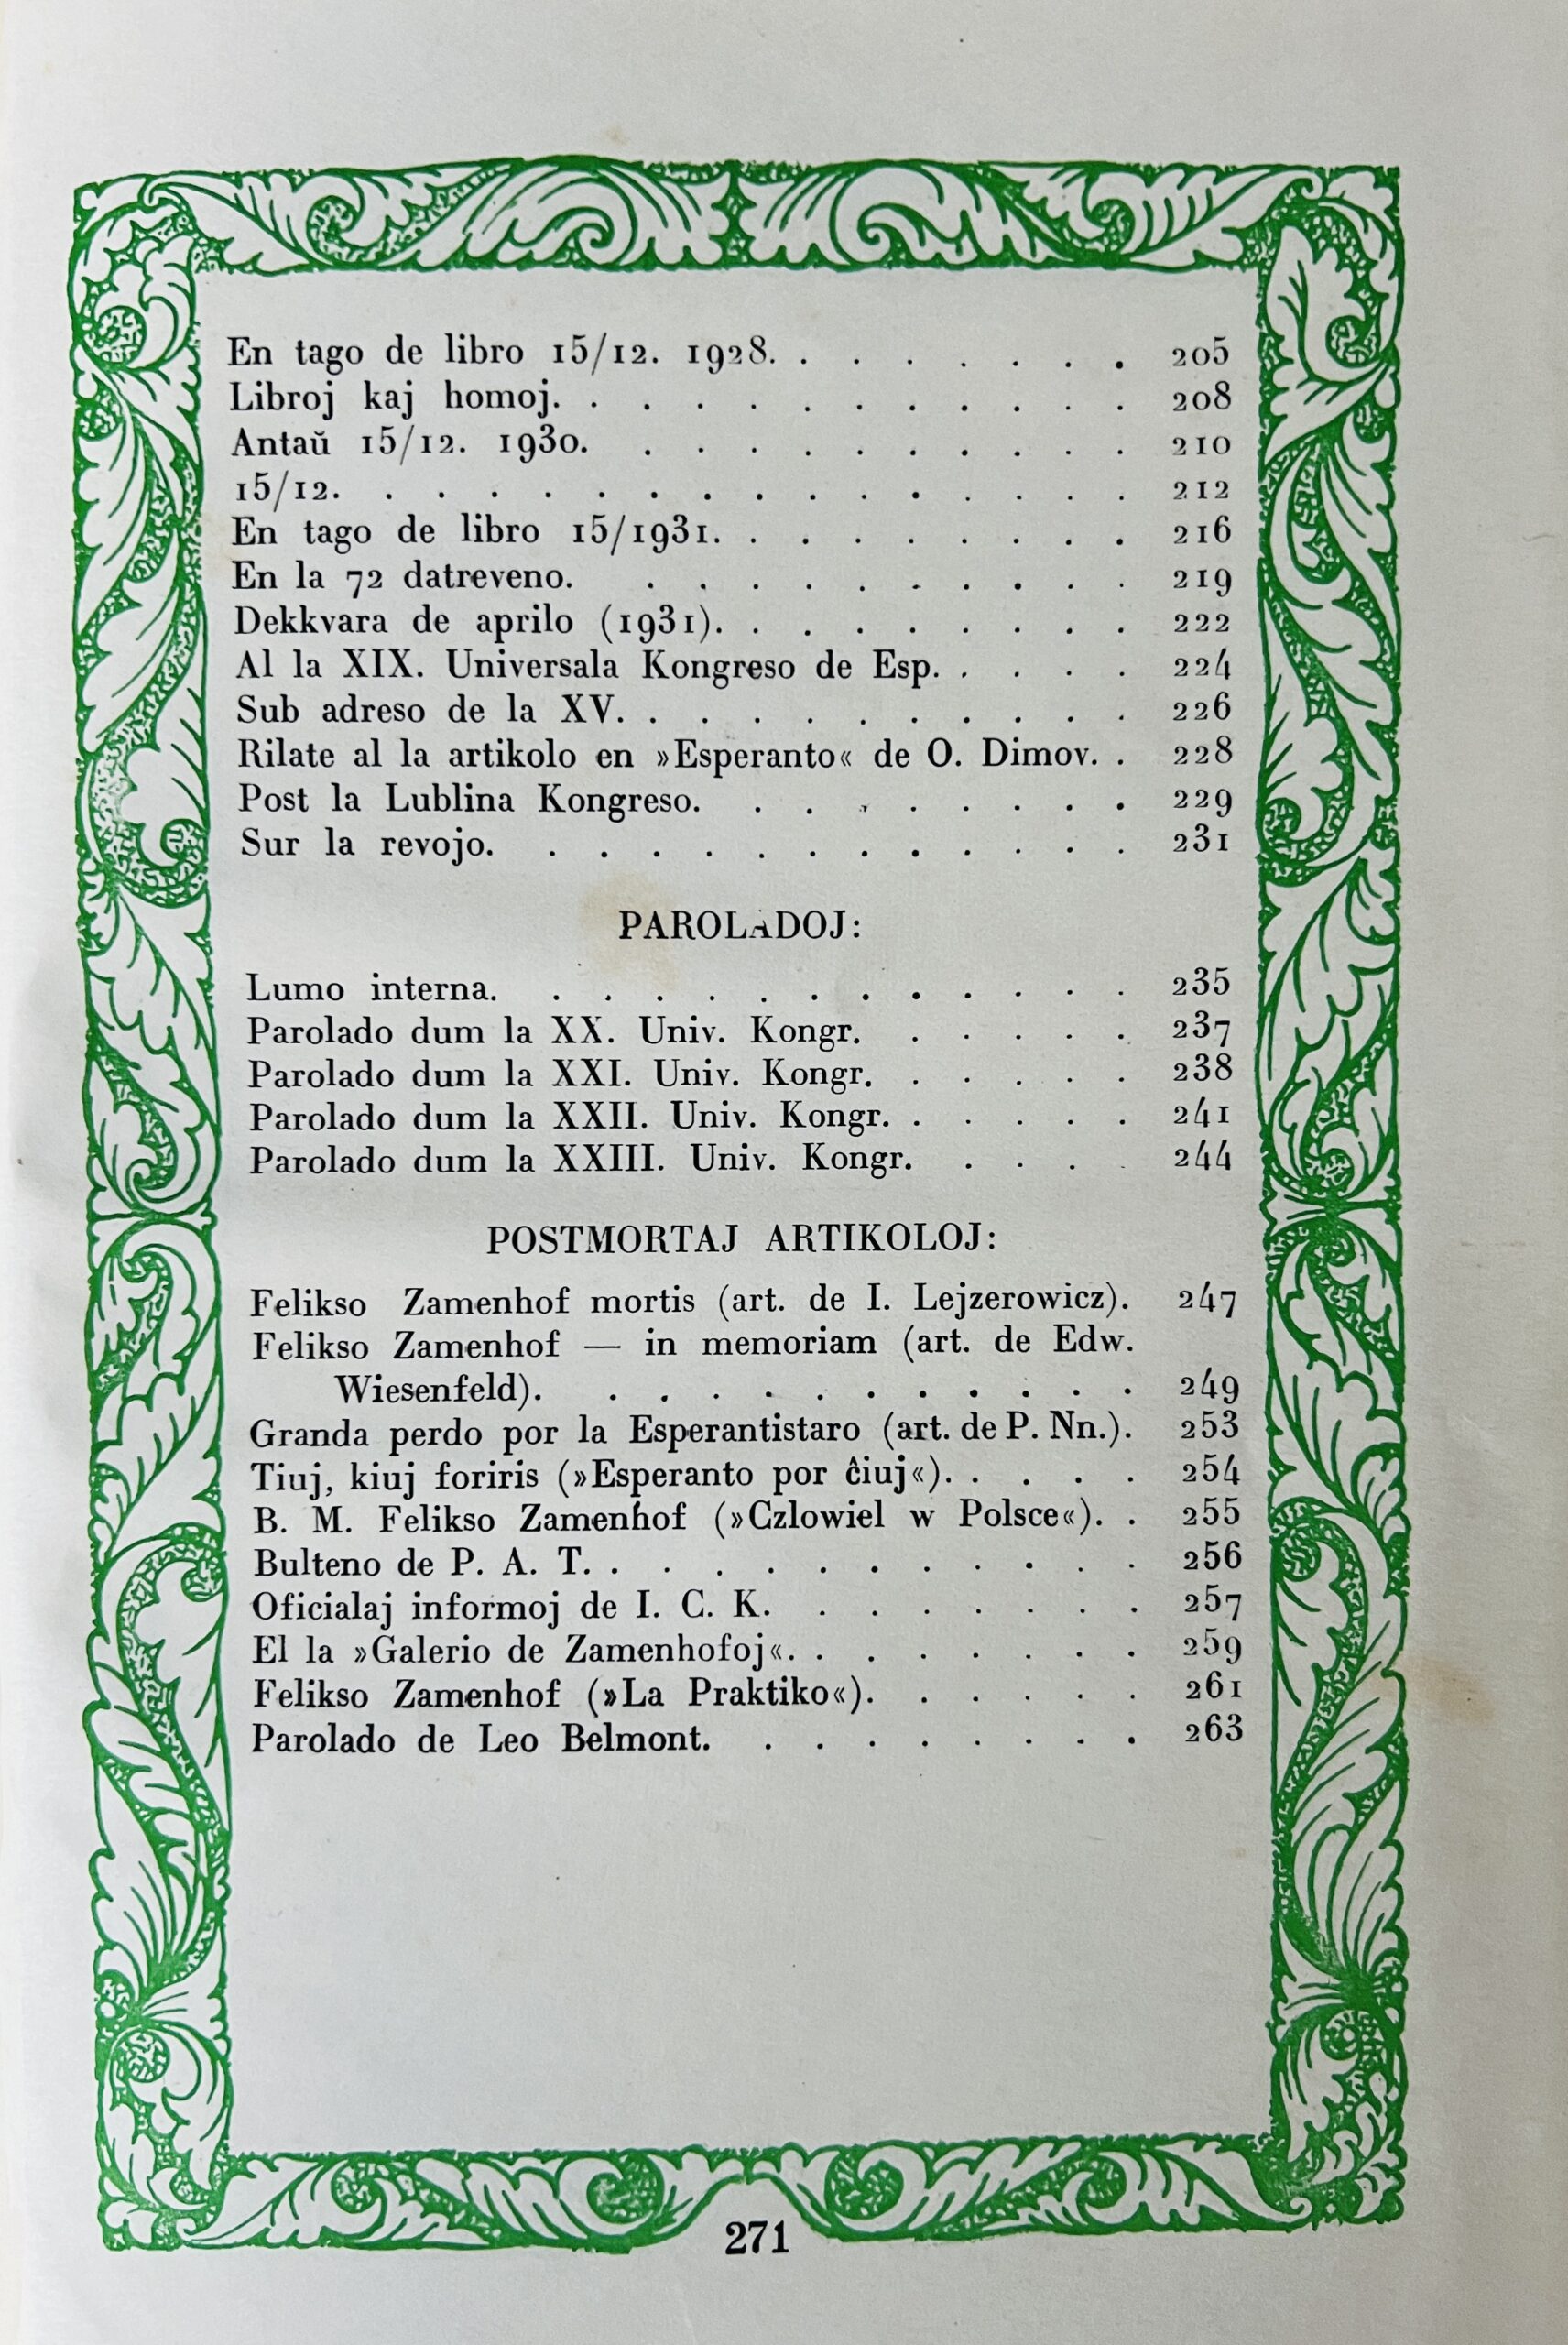 En tago de libro 15/12. 1928. . . . . . . . 205
Libroj kaj homoj. . . . . . . . . . . . 208
Antaŭ 15/12. 1930. . . . . . . . . . . 210
15/12. . . . . . . . . . . . . . . . 212
En tago de libro 15/1931. . . . . . . . . 216
En la 72 datreveno. . . . . . . . . . . 219
Dekkvara de aprilo (1931). . . . . . . . . 222
Al la XIX. Universala Kongreso de Esp. . . . . 224
Sub adreso de la XV. . . . . . . . . . . 226
Rilate al la artikolo en »Esperanto« de O. Dimov. . 228
Post la Lublina Kongreso. . . . . . . . . 229
Sur la revojo. . . . . . . . . . . . . 231
PAROLADOJ:
Lumo interna. . . . . . . . . . . . . 235
Parolado dum la XX. Univ. Kongr. . . . . . 237
Parolado dum la XXI. Univ. Kongr. . . . . . 238
Parolado dum la XXII. Univ. Kongr. . . . . . 241
Parolado dum la XXIII. Univ. Kongr. . . . . 244
POSTMORTAJ ARTIKOLOJ:
Felikso Zamenhof mortis (art. de I. Lejzerowicz). 247
Felikso Zamenhof — in memoriam (art. de Edw.
Wiesenfeld). . . . . . . . . . . . 249
Granda perdo por la Esperantistaro (art. de P. Nn.). 253
Tiuj, kiuj foriris (»Esperanto por ĉiuj«). . . . . 254
B. M. Felikso Zamenhof (»Czlowiel w Polsce«). . 255
Bulteno de P. A. T. . . . . . . . . . . . 256
Oficialaj informoj de I. C. K. . . . . . . . 257
El la »Galerio de Zamenhofoj«. . . . . . . . 259
Felikso Zamenhof (»La Praktiko«). . . . . . 261
Parolado de Leo Belmont. . . . . . . . . 263
271